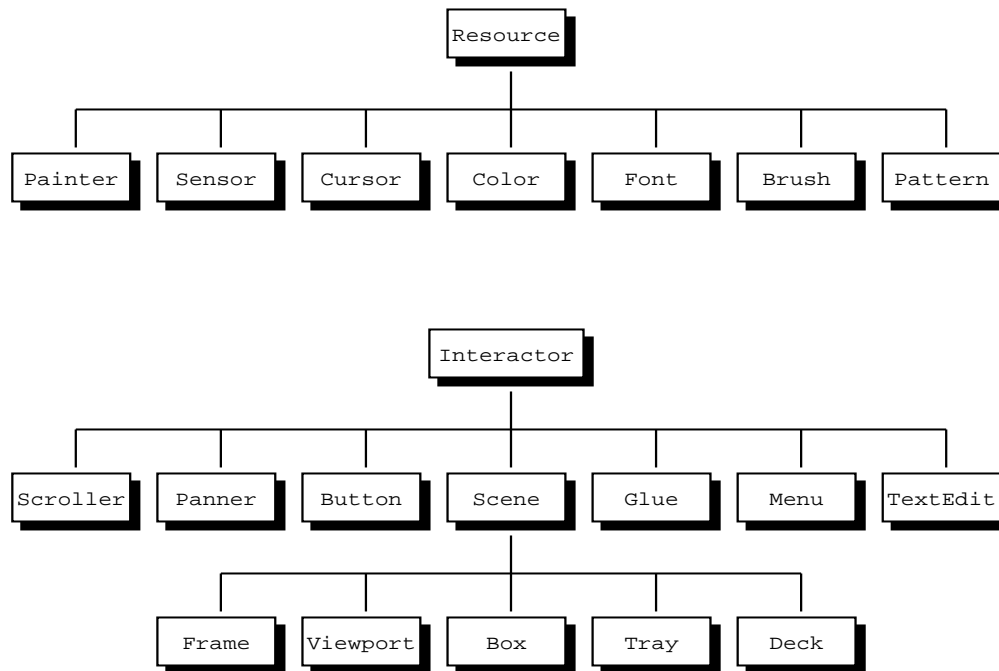 Resource
Painter Sensor Cursor Color Font Brush Pattern
Interactor
Scroller Panner Button Scene Glue Menu TextEdit
Frame Viewport Box Tray Deck